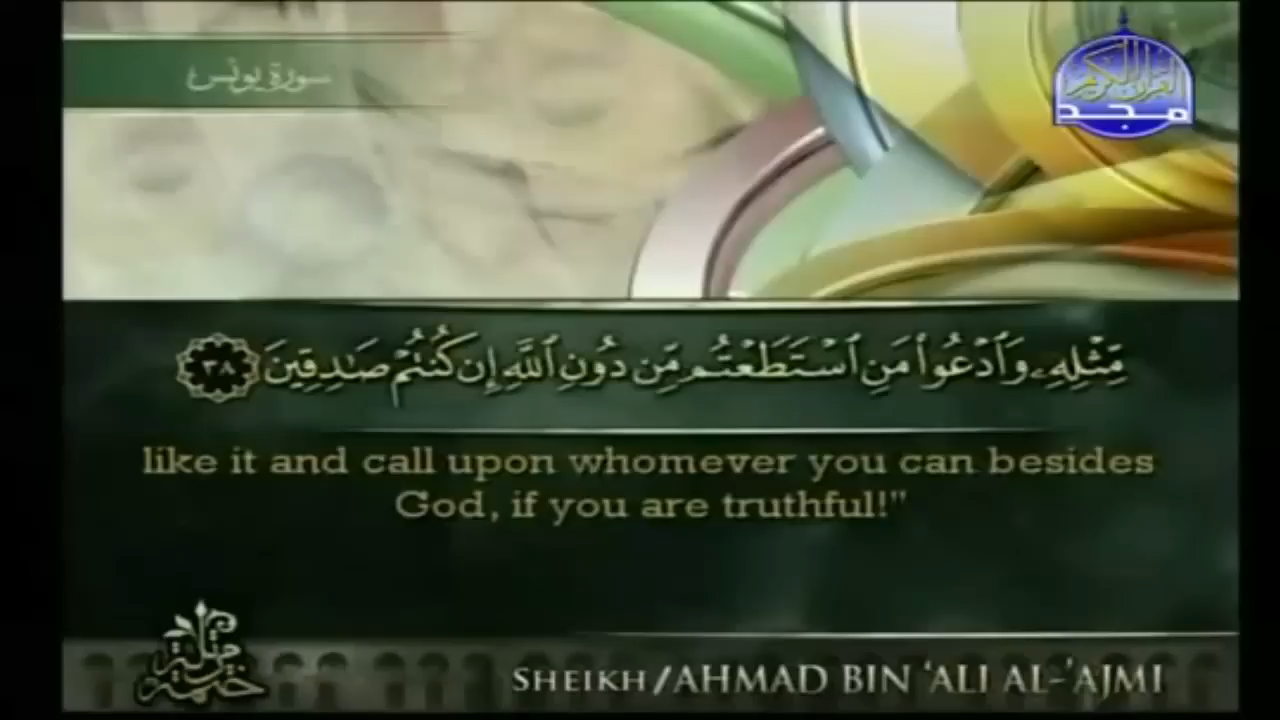 سورة يونس
القرآن الكريم
مجد
مِّثْلِهِۦ وَٱدْعُوا۟ مَنِ ٱسْتَطَعْتُم مِّن دُونِ ٱللَّهِ إِن كُنتُمْ صَـٰدِقِينَ ٣٨
like it and call upon whomever you can besides
God, if you are truthful!"
ختمة مرتلة
SHEIKH/AHMAD BIN ‘ALI AL-’AJMI